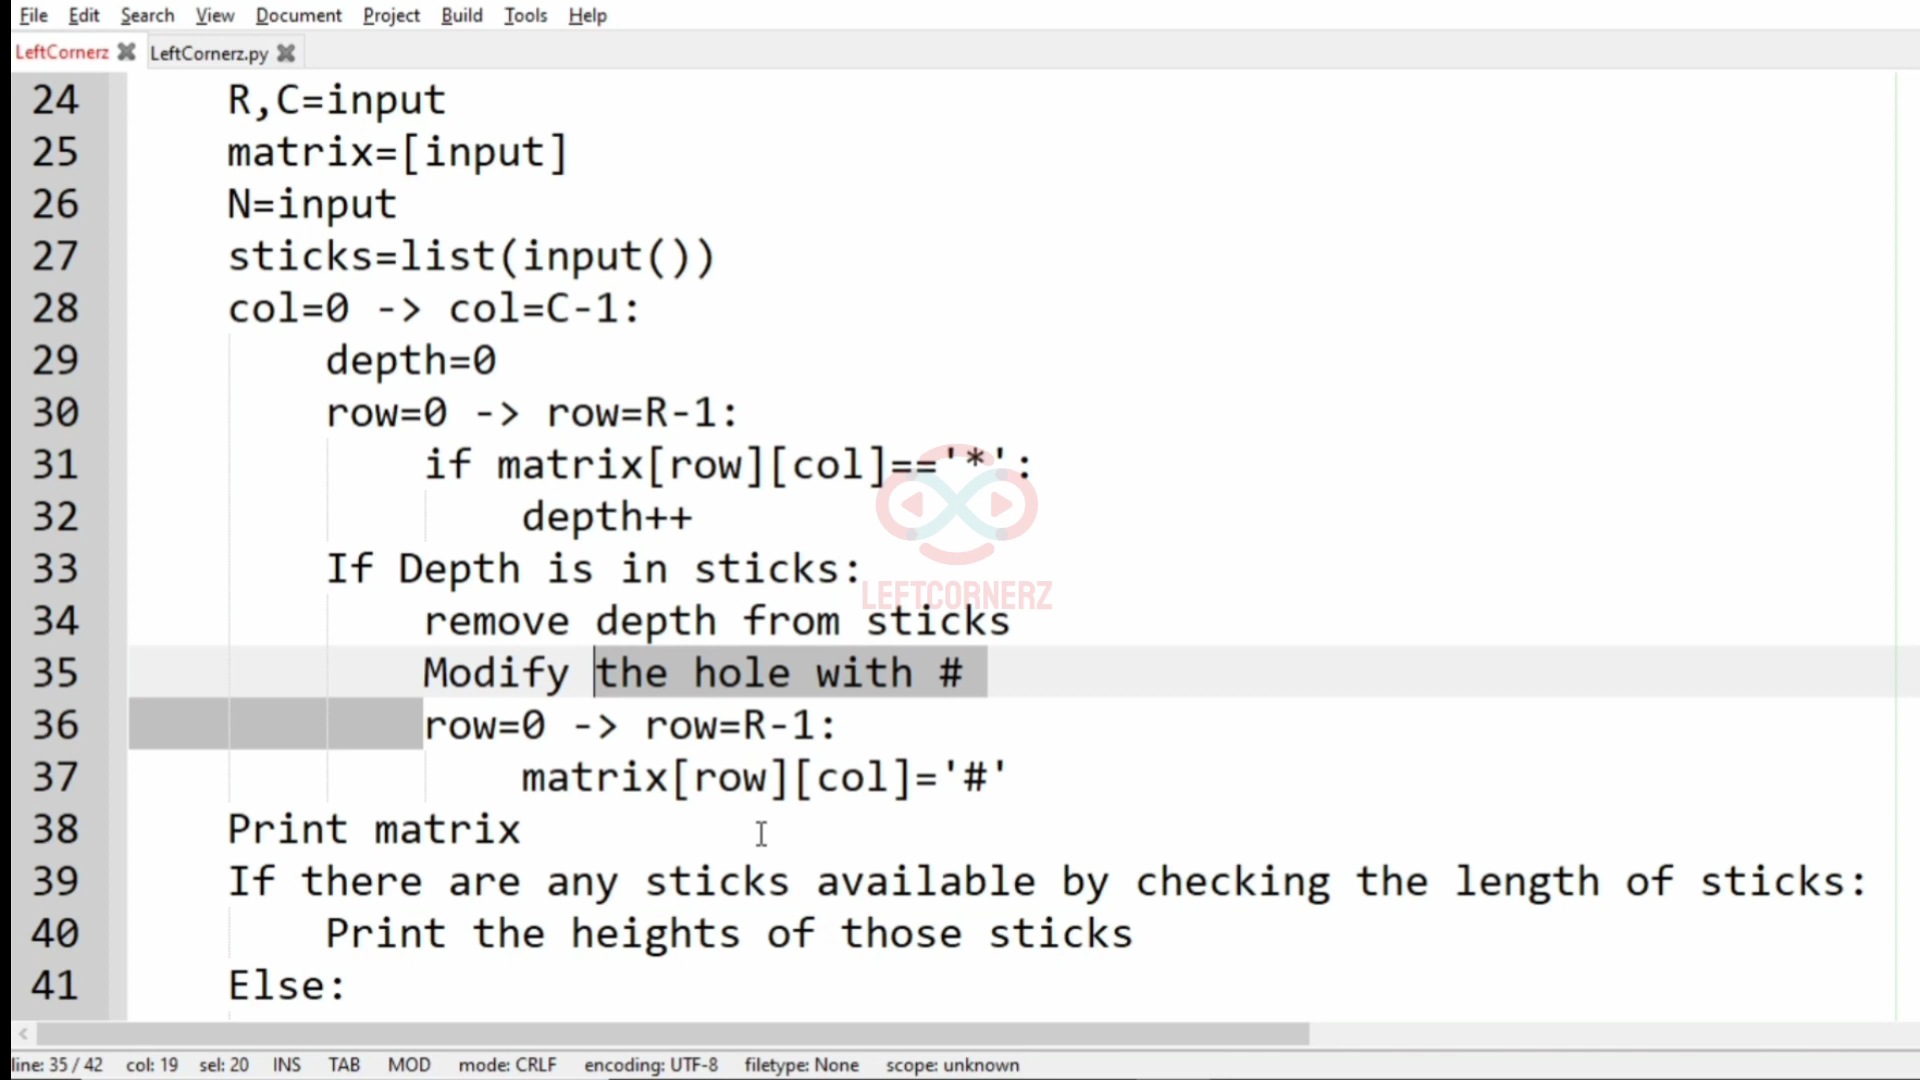 File Edit Search View Document Project Build Tools Help
LeftCornerz LeftCornerz.py
24 R,C=input
25 matrix=[input]
26 N=input
27 sticks=list(input())
28 col=0 -> col=C-1:
29 depth=0
30 row=0 -> row=R-1:
31 if matrix[row][col]=='*':
32 depth++
33 If Depth is in sticks:
LEFTCORNERZ
34 remove depth from sticks
35 Modify the hole with #
36 row=0 -> row=R-1:
37 matrix[row][col]='#'
38 Print matrix
39 If there are any sticks available by checking the length of sticks:
40 Print the heights of those sticks
41 Else:
line: 35 / 42 col: 19 sel: 20 INS TAB MOD mode: CRLF encoding: UTF-8 filetype: None scope: unknown